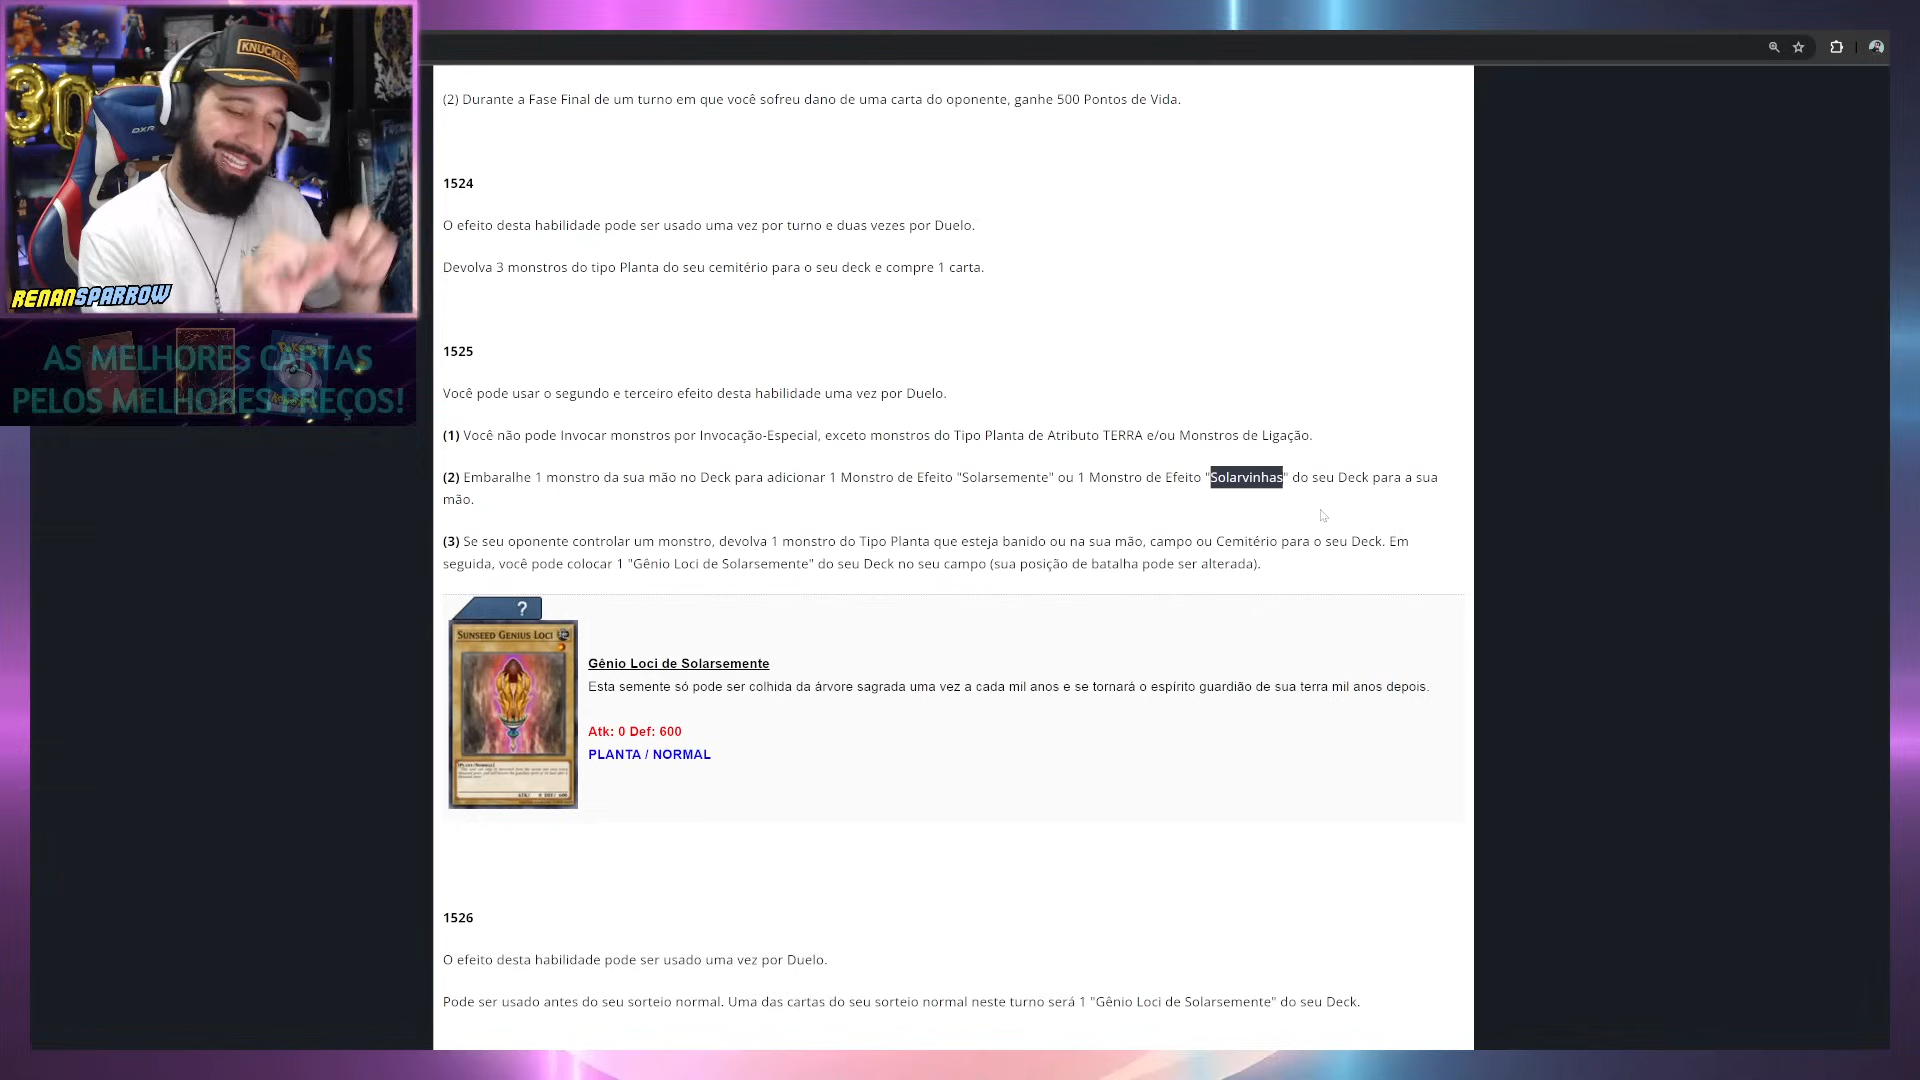 KNUCKLE
DXR
RENANSPARROW
AS MELHORES CARTAS
PELOS MELHORES PREÇOS!
(2) Durante a Fase Final de um turno em que você sofreu dano de uma carta do oponente, ganhe 500 Pontos de Vida.
1524
O efeito desta habilidade pode ser usado uma vez por turno e duas vezes por Duelo.
Devolva 3 monstros do tipo Planta do seu cemitério para o seu deck e compre 1 carta.
1525
Você pode usar o segundo e terceiro efeito desta habilidade uma vez por Duelo.
(1) Você não pode Invocar monstros por Invocação-Especial, exceto monstros do Tipo Planta de Atributo TERRA e/ou Monstros de Ligação.
(2) Embaralhe 1 monstro da sua mão no Deck para adicionar 1 Monstro de Efeito "Solarsemente" ou 1 Monstro de Efeito "Solarvinhas" do seu Deck para a sua
mão.
(3) Se seu oponente controlar um monstro, devolva 1 monstro do Tipo Planta que esteja banido ou na sua mão, campo ou Cemitério para o seu Deck. Em
seguida, você pode colocar 1 "Gênio Loci de Solarsemente" do seu Deck no seu campo (sua posição de batalha pode ser alterada).
?
SUNSEED GENIUS LOCI
Gênio Loci de Solarsemente
Esta semente só pode ser colhida da árvore sagrada uma vez a cada mil anos e se tornará o espírito guardião de sua terra mil anos depois.
Atk: 0 Def: 600
PLANTA / NORMAL
1526
O efeito desta habilidade pode ser usado uma vez por Duelo.
Pode ser usado antes do seu sorteio normal. Uma das cartas do seu sorteio normal neste turno será 1 "Gênio Loci de Solarsemente" do seu Deck.